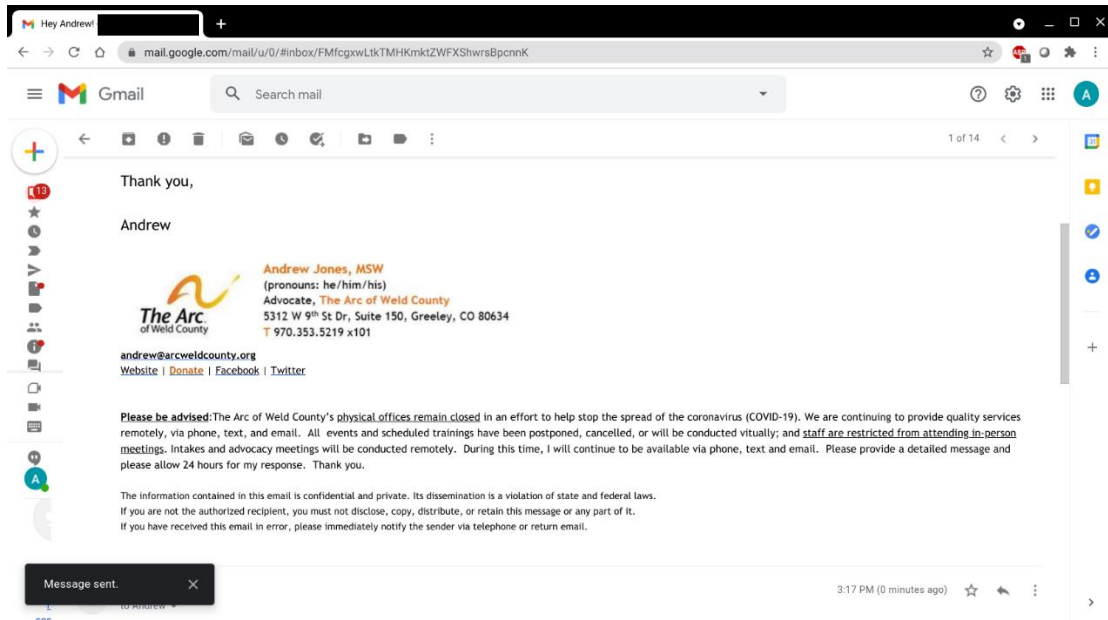 Hey Andrew!
mail.google.com/mail/u/0/#inbox/FMfcgxwLtkTMHKmktZWFXShwrsBpcnnK
ABP
1
Gmail
Search mail
A
1 of 14
13
31
Thank you,
Andrew
Andrew Jones, MSW
(pronouns: he/him/his)
Advocate, The Arc of Weld County
5312 W 9th St Dr, Suite 150, Greeley, CO 80634
T 970.353.5219 x101
The Arc
of Weld County
andrew@arcweldcounty.org
Website | Donate | Facebook | Twitter
Please be advised:The Arc of Weld County’s physical offices remain closed in an effort to help stop the spread of the coronavirus (COVID-19). We are continuing to provide quality services
remotely, via phone, text, and email. All events and scheduled trainings have been postponed, cancelled, or will be conducted vitually; and staff are restricted from attending in-person
meetings. Intakes and advocacy meetings will be conducted remotely. During this time, I will continue to be available via phone, text and email. Please provide a detailed message and
please allow 24 hours for my response. Thank you.
The information contained in this email is confidential and private. Its dissemination is a violation of state and federal laws.
If you are not the authorized recipient, you must not disclose, copy, distribute, or retain this message or any part of it.
If you have received this email in error, please immediately notify the sender via telephone or return email.
A
Message sent.
3:17 PM (0 minutes ago)
to Andrew